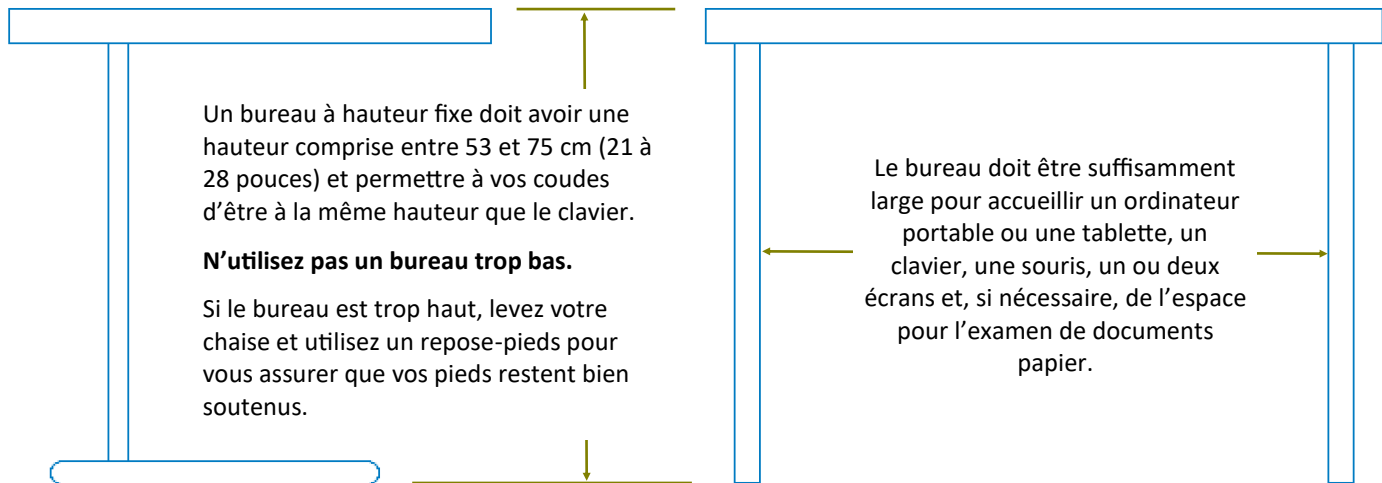 Un bureau à hauteur fixe doit avoir une
hauteur comprise entre 53 et 75 cm (21 à
28 pouces) et permettre à vos coudes
d’être à la même hauteur que le clavier.
N’utilisez pas un bureau trop bas.
Si le bureau est trop haut, levez votre
chaise et utilisez un repose-pieds pour
vous assurer que vos pieds restent bien
soutenus.
Le bureau doit être suffisamment
large pour accueillir un ordinateur
portable ou une tablette, un
clavier, une souris, un ou deux
écrans et, si nécessaire, de l’espace
pour l’examen de documents
papier.